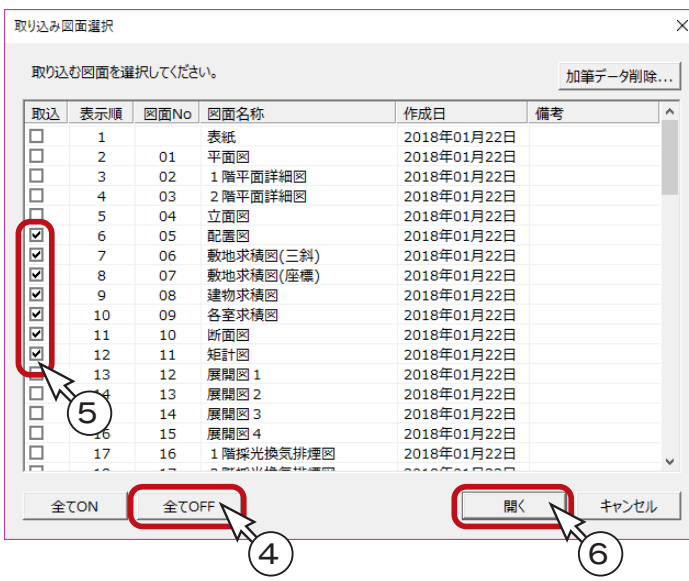 取り込み図面選択
取り込む図面を選択してください。
加筆データ削除...
取込 表示順 図面No 図面名称 作成日 備考
1 表紙 2018年01月22日
2 01 平面図 2018年01月22日
3 02 1階平面詳細図 2018年01月22日
4 03 2階平面詳細図 2018年01月22日
5 04 立面図 2018年01月22日
6 05 配置図 2018年01月22日
7 06 敷地求積図(三斜) 2018年01月22日
8 07 敷地求積図(座標) 2018年01月22日
9 08 建物求積図 2018年01月22日
10 09 各室求積図 2018年01月22日
11 10 断面図 2018年01月22日
12 11 矩計図 2018年01月22日
13 12 展開図1 2018年01月22日
14 13 展開図2 2018年01月22日
14 展開図3 2018年01月22日
16 15 展開図4 2018年01月22日
17 16 1階採光換気排煙図 2018年01月22日
⑤
全てON 全てOFF 開く キャンセル
④ ⑥